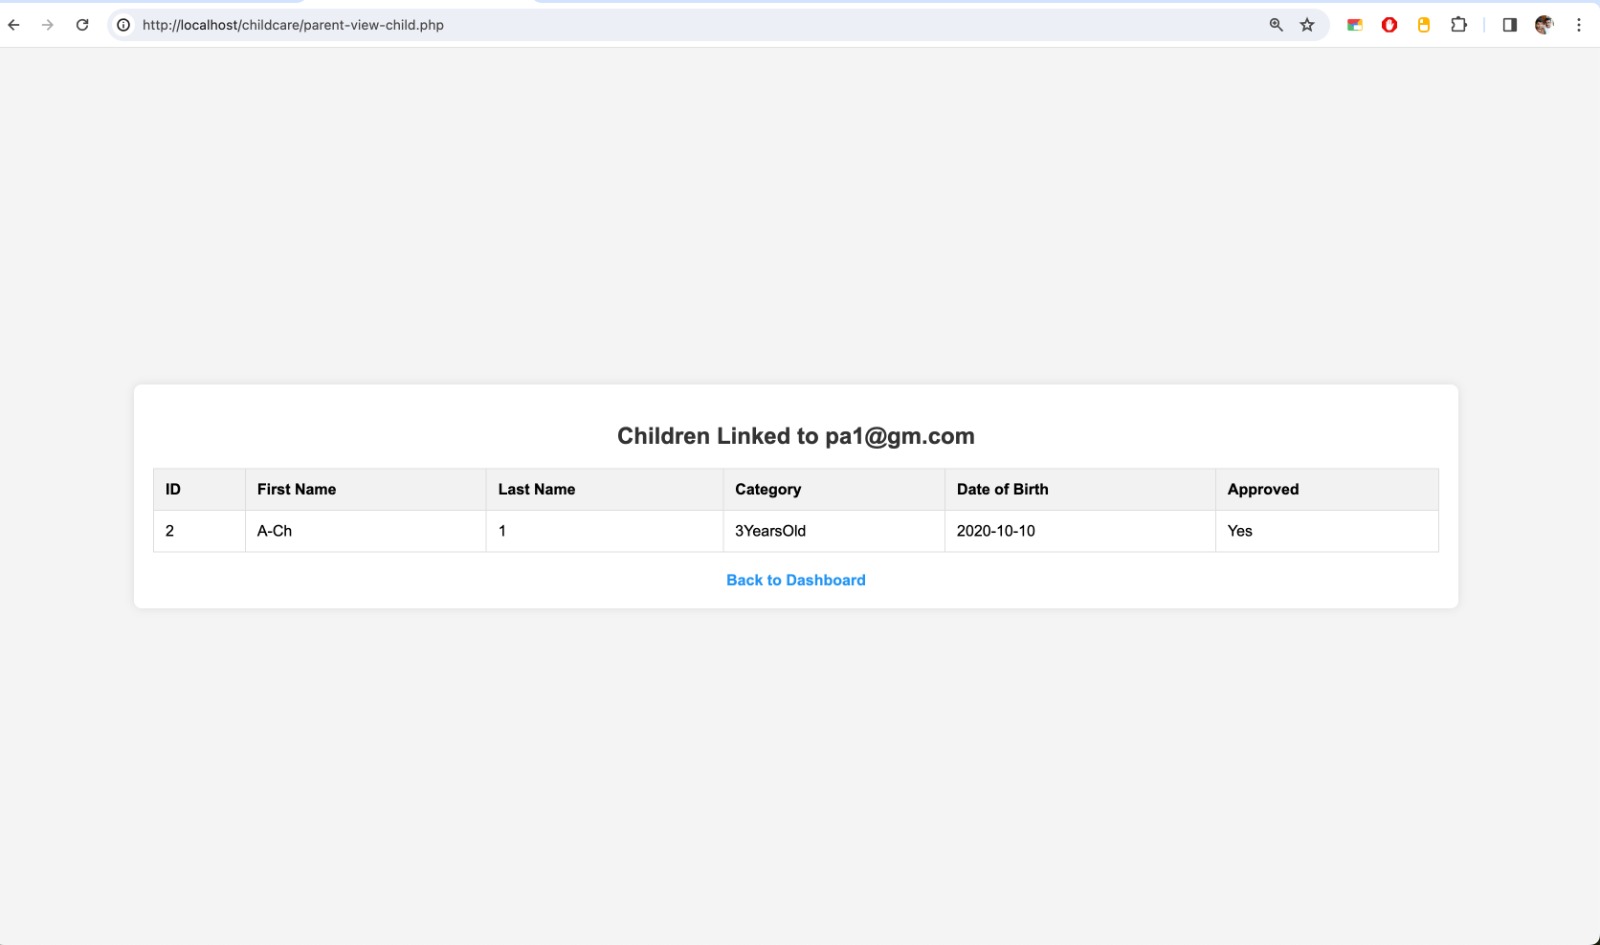 http://localhost/childcare/parent-view-child.php
Children Linked to pa1@gm.com
ID First Name Last Name Category Date of Birth Approved
2 A-Ch 1 3YearsOld 2020-10-10 Yes
Back to Dashboard